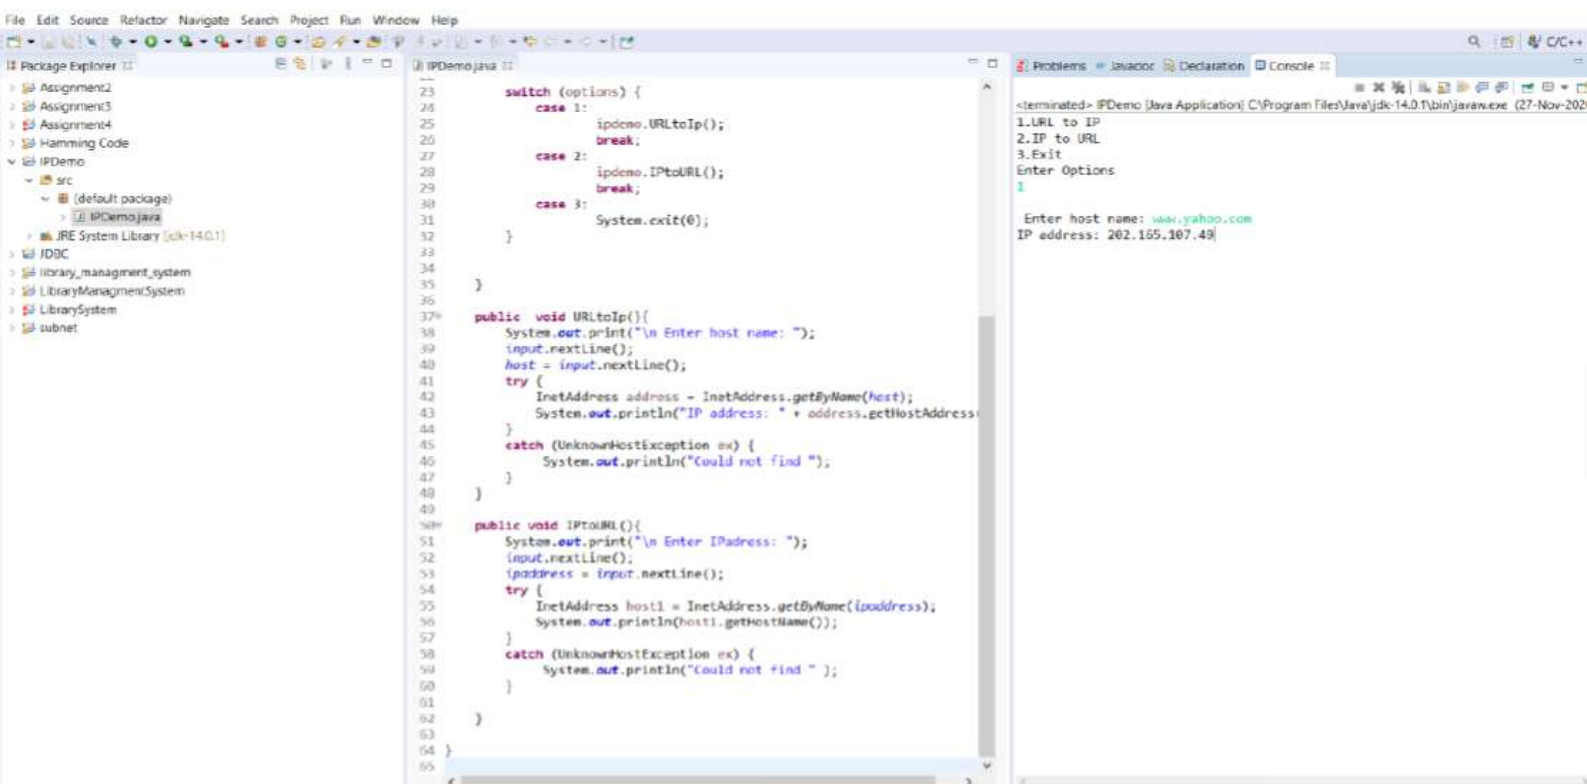 File Edit Source Refactor Navigate Search Project Run Window Help
C/C++
Package Explorer
Assignment2
Assignment3
Assignment4
Hamming Code
IPDemo
src
(default package)
IPDemo.java
JRE System Library [jdk-14.0.1]
JDBC
library_managment_system
LibraryManagmentSystem
LibrarySystem
subnet
IPDemo.java
23 switch (options) {
24 case 1:
25 ipdemo.URLtoIp();
26 break;
27 case 2:
28 ipdemo.IPtoURL();
29 break;
30 case 3:
31 System.exit(0);
32 }
33
34
35 }
36
37 public void URLtoIp(){
38 System.out.print("\n Enter host name: ");
39 input.nextLine();
40 host = input.nextLine();
41 try {
42 InetAddress address = InetAddress.getByName(host);
43 System.out.println("IP address: " + address.getHostAddress
44 }
45 catch (UnknownHostException ex) {
46 System.out.println("Could not find ");
47 }
48 }
49
50 public void IPtoURL(){
51 System.out.print("\n Enter IPadress: ");
52 input.nextLine();
53 ipaddress = input.nextLine();
54 try {
55 InetAddress host1 = InetAddress.getByName(ipaddress);
56 System.out.println(host1.getHostName());
57 }
58 catch (UnknownHostException ex) {
59 System.out.println("Could not find " );
60 }
61
62 }
63
64 }
65
Problems Javadoc Declaration Console
<terminated> IPDemo [Java Application] C:\Program Files\Java\jdk-14.0.1\bin\javaw.exe (27-Nov-202
1.URL to IP
2.IP to URL
3.Exit
Enter Options
1
Enter host name: www.yahoo.com
IP address: 202.165.107.49